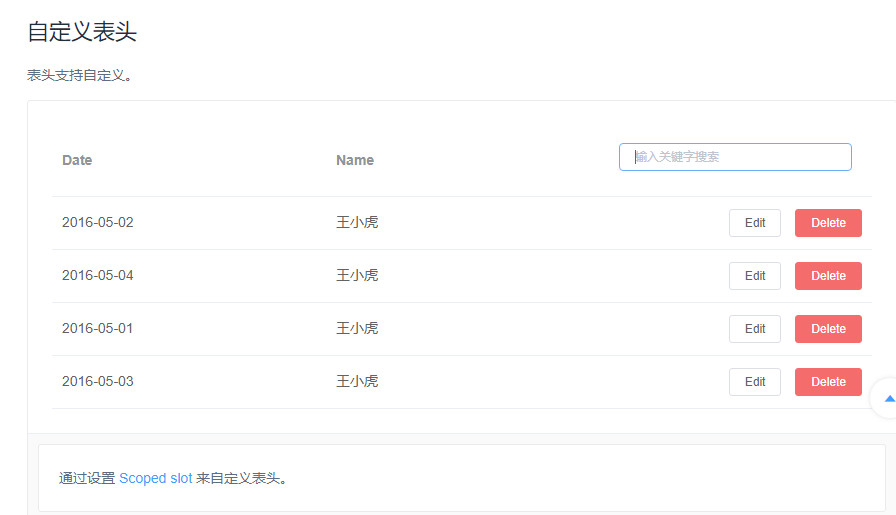 自定义表头
表头支持自定义。
Date Name 输入关键字搜索
2016-05-02 王小虎 Edit Delete
2016-05-04 王小虎 Edit Delete
2016-05-01 王小虎 Edit Delete
2016-05-03 王小虎 Edit Delete
通过设置 Scoped slot 来自定义表头。